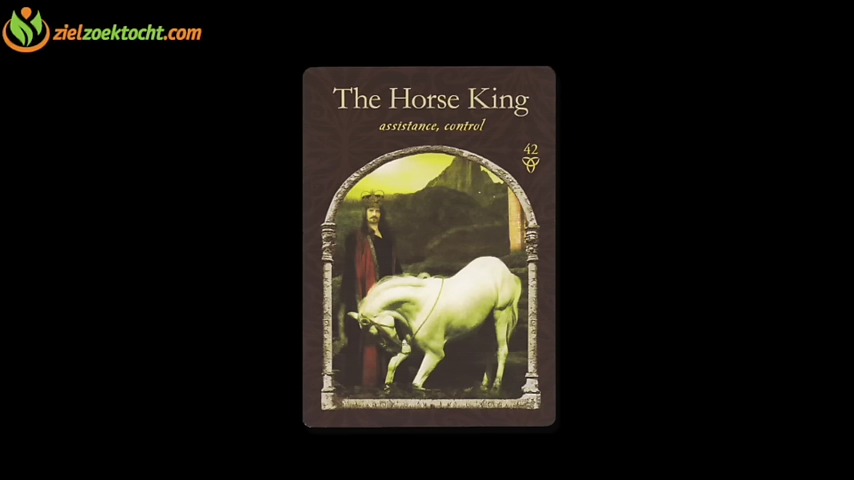 zielzoektocht.com
The Horse King
assistance, control
42